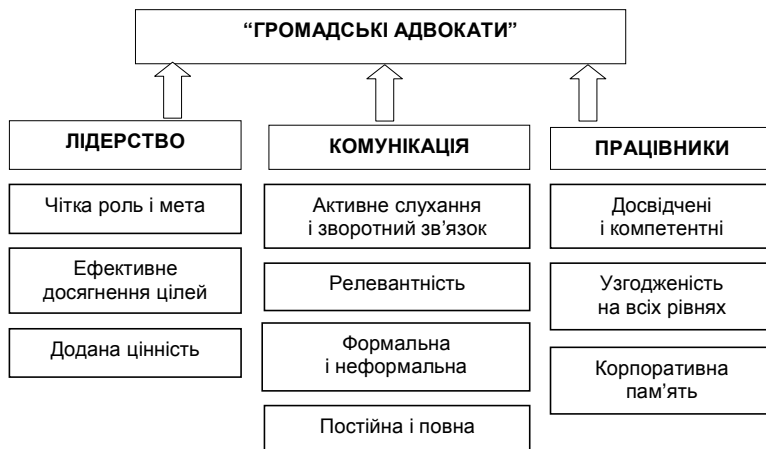 “ГРОМАДСЬКІ АДВОКАТИ”
ЛІДЕРСТВО
Чітка роль і мета
Ефективне
досягнення цілей
Додана цінність
КОМУНІКАЦІЯ
Активне слухання
і зворотний зв’язок
Релевантність
Формальна
і неформальна
Постійна і повна
ПРАЦІВНИКИ
Досвідчені
і компетентні
Узгодженість
на всіх рівнях
Корпоративна
пам’ять